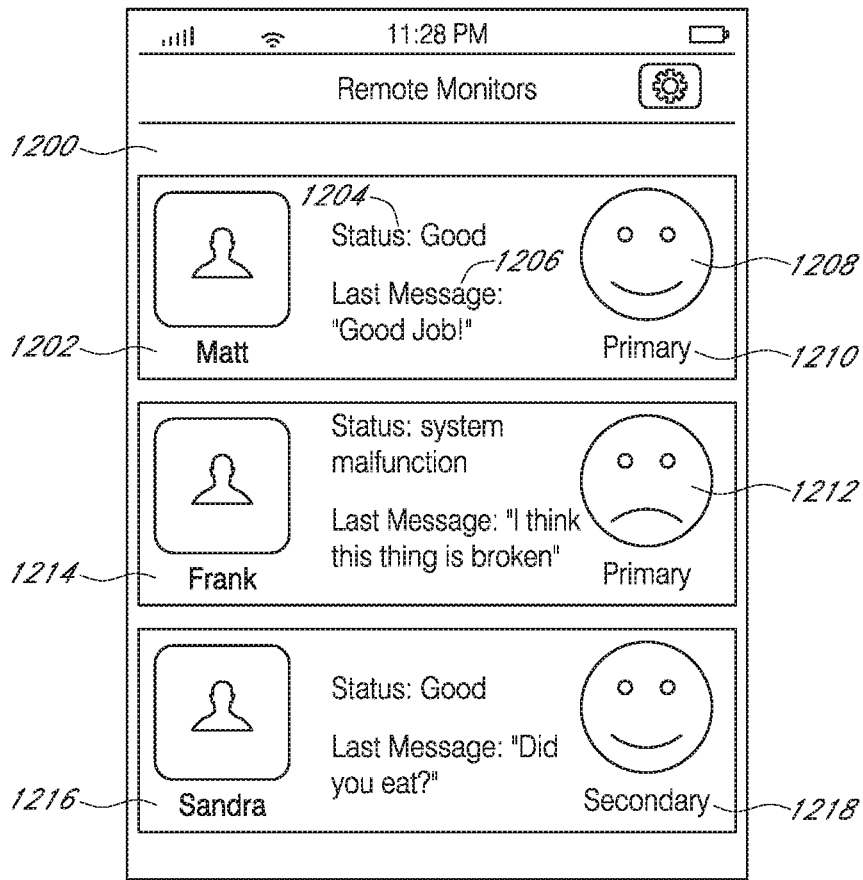 11:28 PM
Remote Monitors
1200
1204
Status: Good
1206
Last Message:
"Good Job!"
1208
1202
Matt
Primary
1210
Status: system
malfunction
Last Message: "I think
this thing is broken"
1212
1214
Frank
Primary
Status: Good
Last Message: "Did
you eat?"
1216
Sandra
Secondary
1218